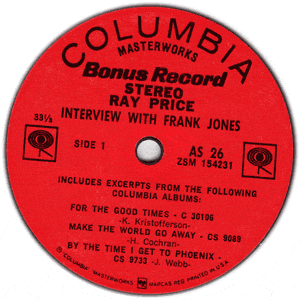 COLUMBIA
MASTERWORKS
Bonus Record
STEREO
RAY PRICE
33⅓
INTERVIEW WITH FRANK JONES
SIDE 1
AS 26
ZSM 154231
INCLUDES EXCERPTS FROM THE FOLLOWING
COLUMBIA ALBUMS:
FOR THE GOOD TIMES - C 30106
-K. Kristofferson-
MAKE THE WORLD GO AWAY - CS 9089
-H. Cochran-
BY THE TIME I GET TO PHOENIX -
CS 9733 -J. Webb-
COLUMBIA MASTERWORKS MARCAS REG. PRINTED IN U.S.A.